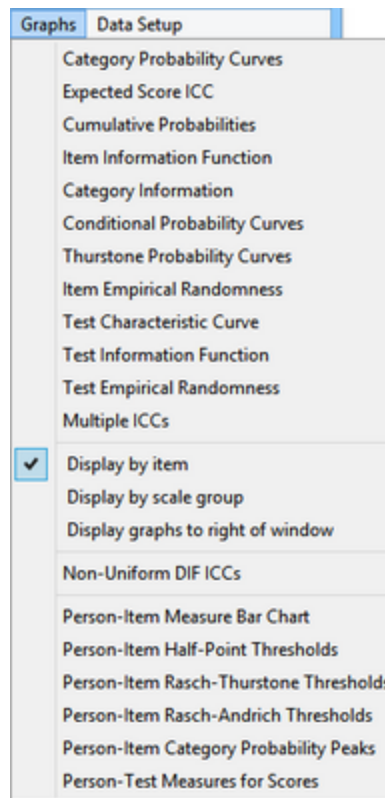 Graphs Data Setup
Category Probability Curves
Expected Score ICC
Cumulative Probabilities
Item Information Function
Category Information
Conditional Probability Curves
Thurstone Probability Curves
Item Empirical Randomness
Test Characteristic Curve
Test Information Function
Test Empirical Randomness
Multiple ICCs
Display by item
Display by scale group
Display graphs to right of window
Non-Uniform DIF ICCs
Person-Item Measure Bar Chart
Person-Item Half-Point Thresholds
Person-Item Rasch-Thurstone Thresholds
Person-Item Rasch-Andrich Thresholds
Person-Item Category Probability Peaks
Person-Test Measures for Scores